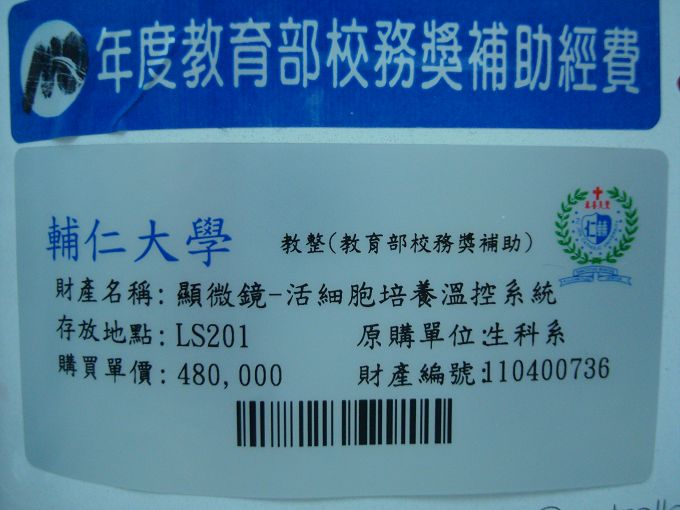 年度教育部校務獎補助經費
輔仁大學 教整(教育部校務獎補助)
財產名稱:顯微鏡-活細胞培養溫控系統
存放地點:LS201 原購單位:生科系
購買單價:480,000 財產編號:110400736